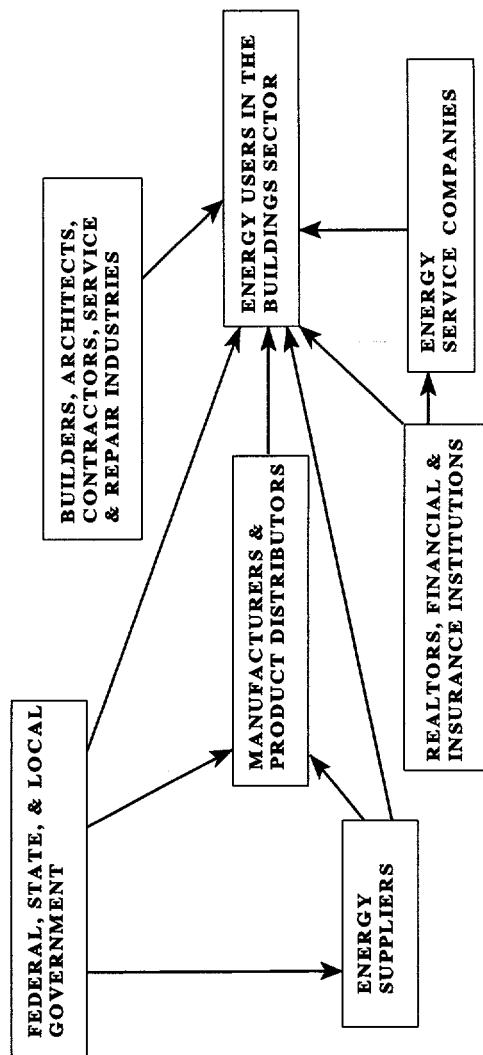 FEDERAL, STATE, & LOCAL
GOVERNMENT
BUILDERS, ARCHITECTS,
CONTRACTORS, SERVICE
& REPAIR INDUSTRIES
MANUFACTURERS &
PRODUCT DISTRIBUTORS
ENERGY USERS IN THE
BUILDINGS SECTOR
ENERGY
SUPPLIERS
REALTORS, FINANCIAL &
INSURANCE INSTITUTIONS
ENERGY
SERVICE COMPANIES